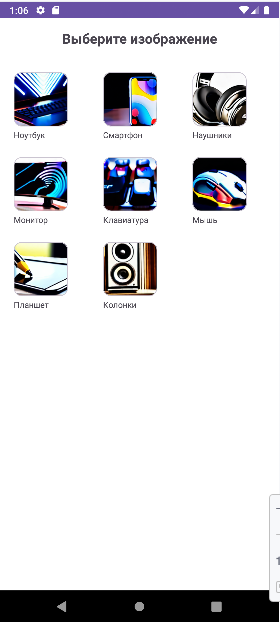 1:06
Выберите изображение
Ноутбук
Смартфон
Наушники
Монитор
Клавиатура
Мышь
Планшет
Колонки